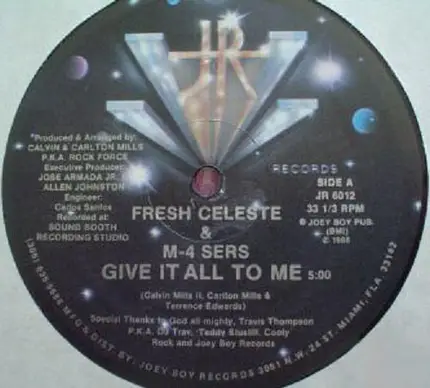 JR
RECORDS
Produced & Arranged by:
CALVIN & CARLTON MILLS
P.K.A. ROCK FORCE
Executive Producer:
JOSE ARMADA JR.
ALLEN JOHNSTON
Engineer:
Carlos Santos
Recorded at:
SOUND BOOTH
RECORDING STUDIO
SIDE A
JR 6012
33 1/3 RPM
℗ JOEY BOY PUB.
(BMI)
© 1988
FRESH CELESTE
&
M-4 SERS
GIVE IT ALL TO ME 5:00
(Calvin Mills II, Carlton Mills &
Terrence Edwards)
Special Thanks to God all mighty, Travis Thompson
P.K.A. DJ Trav, Teddy Stuslill, Cooly
Rock and Joey Boy Records
MFG & DIST BY: JOEY BOY RECORDS 3081 N.W. 24 ST. MIAMI, FLA 33142